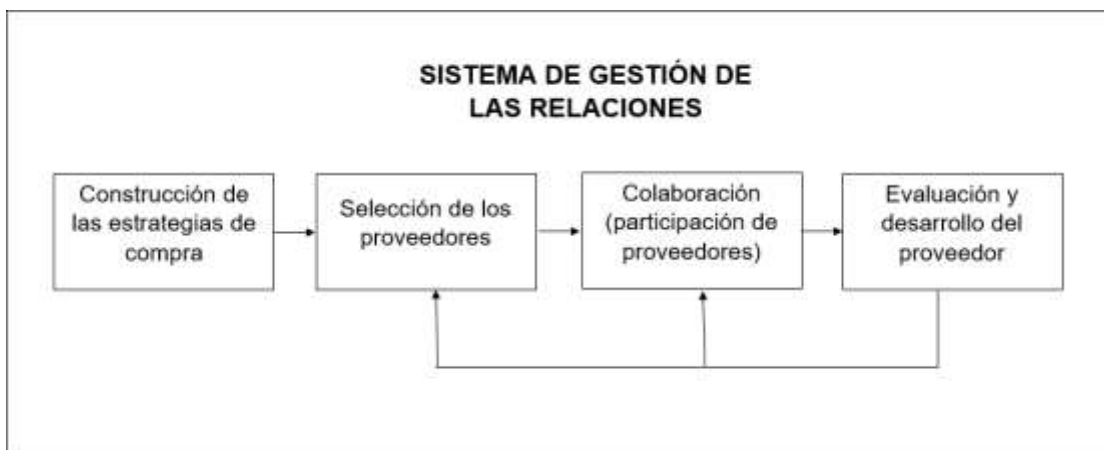 SISTEMA DE GESTIÓN DE
LAS RELACIONES
Construcción de
las estrategias de
compra
Selección de los
proveedores
Colaboración
(participación de
proveedores)
Evaluación y
desarrollo del
proveedor